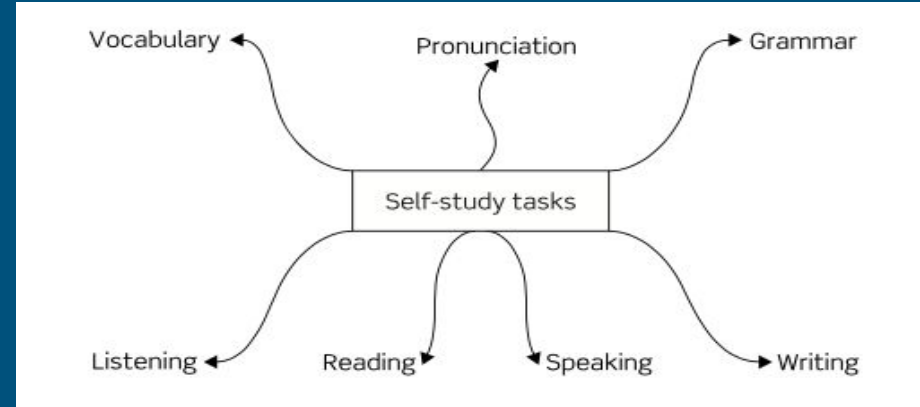 Vocabulary
Pronunciation
Grammar
Self-study tasks
Listening
Reading
Speaking
Writing